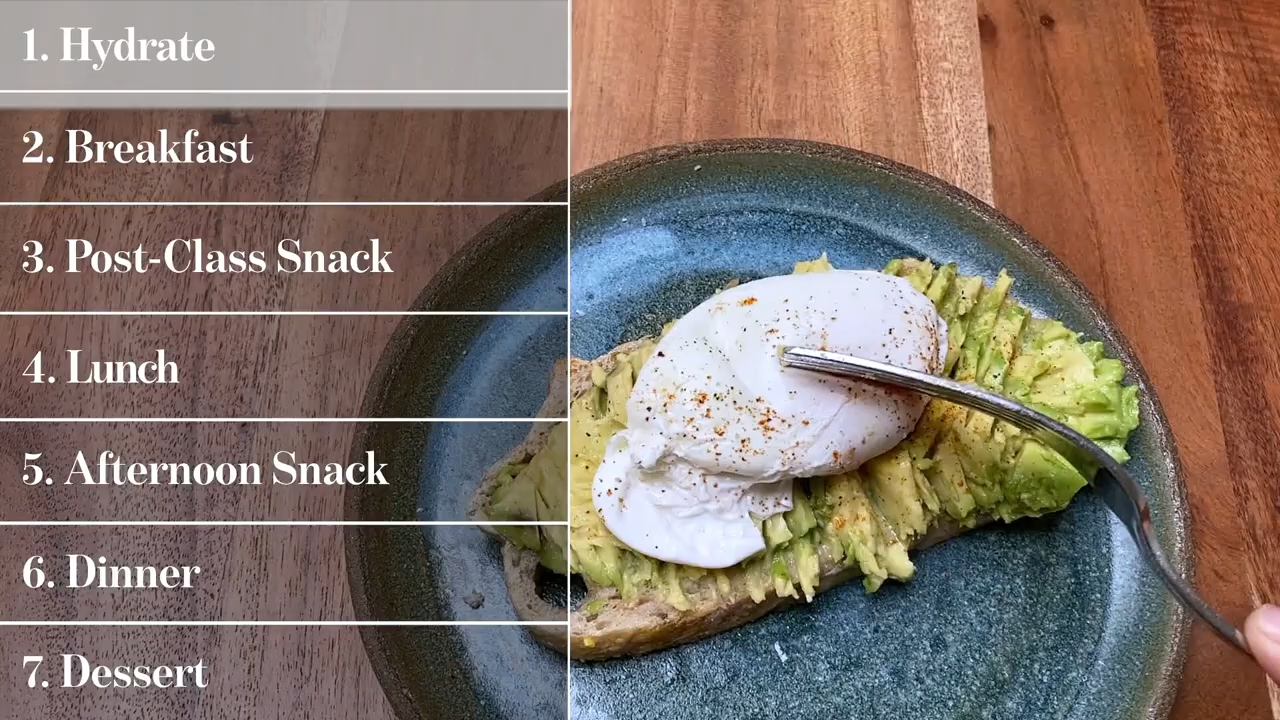 1. Hydrate
2. Breakfast
3. Post-Class Snack
4. Lunch
5. Afternoon Snack
6. Dinner
7. Dessert